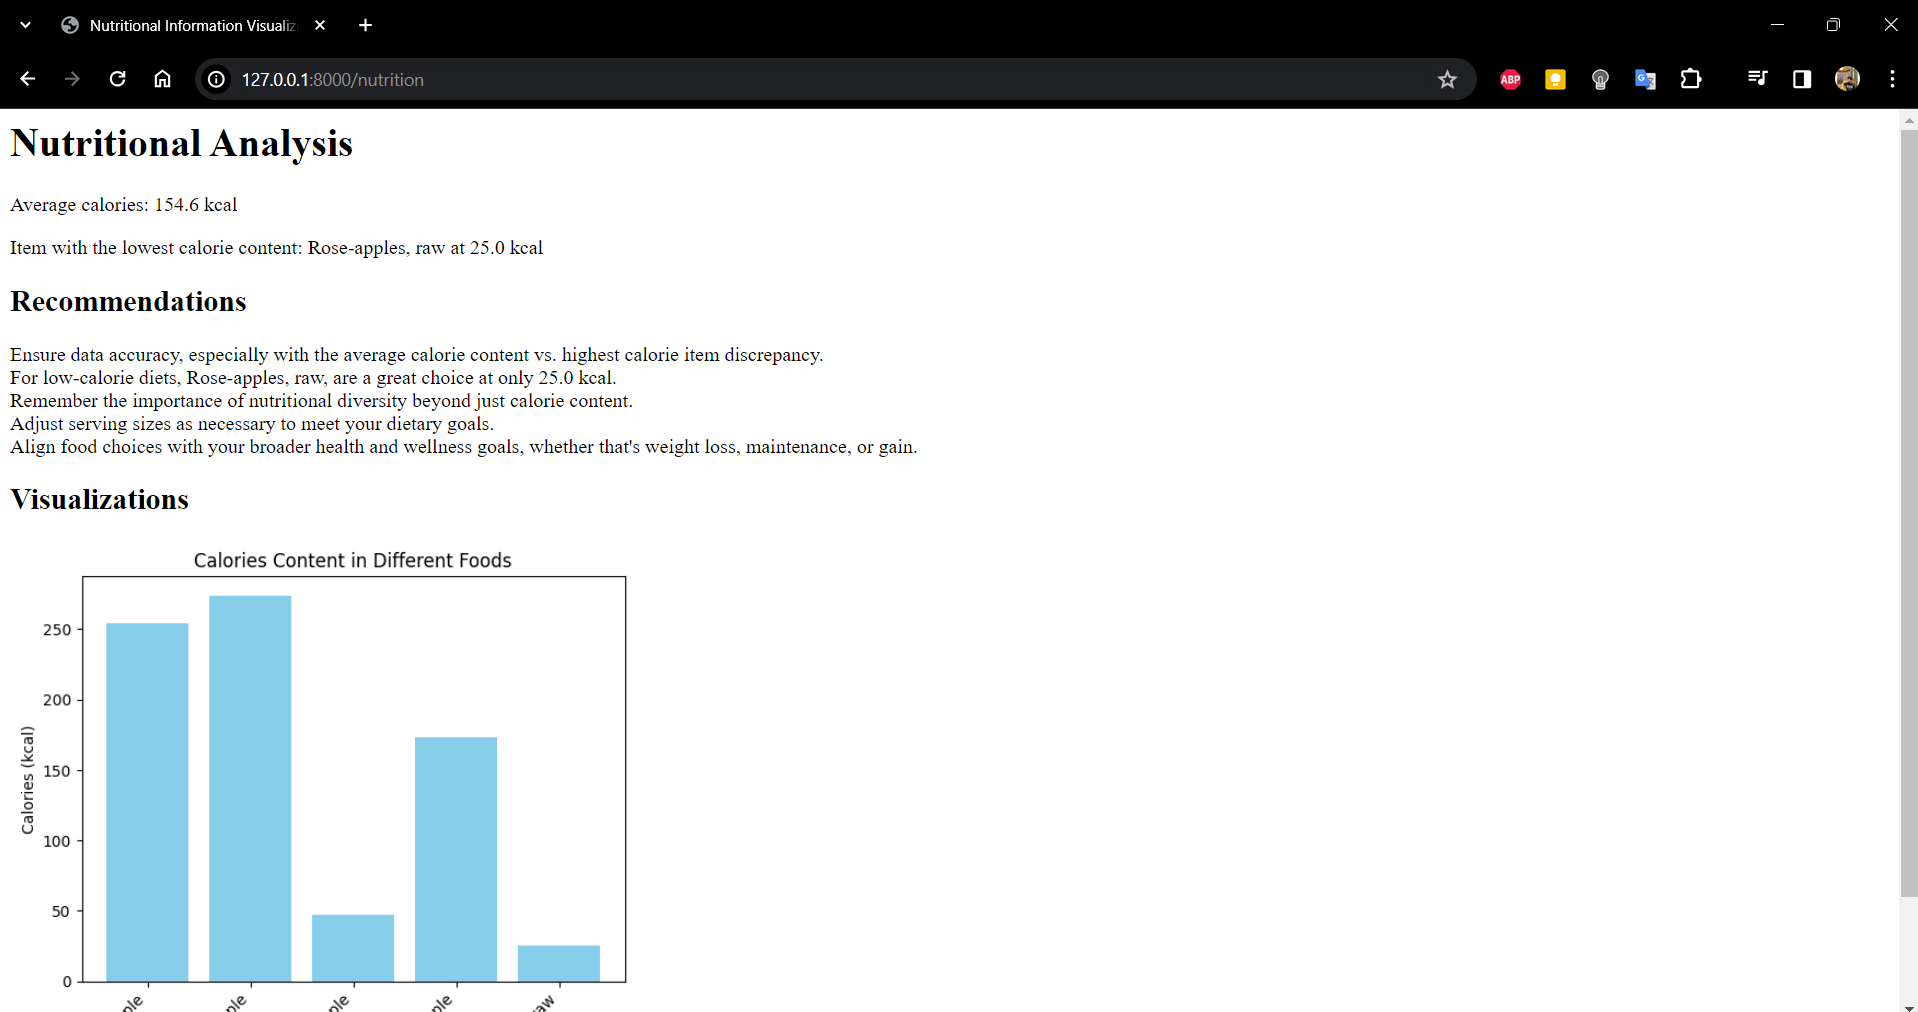 Nutritional Information Visualiz
127.0.0.1:8000/nutrition
ABP
Nutritional Analysis
Average calories: 154.6 kcal
Item with the lowest calorie content: Rose-apples, raw at 25.0 kcal
Recommendations
Ensure data accuracy, especially with the average calorie content vs. highest calorie item discrepancy.
For low-calorie diets, Rose-apples, raw, are a great choice at only 25.0 kcal.
Remember the importance of nutritional diversity beyond just calorie content.
Adjust serving sizes as necessary to meet your dietary goals.
Align food choices with your broader health and wellness goals, whether that's weight loss, maintenance, or gain.
Visualizations
Calories Content in Different Foods
Calories (kcal)
250
200
150
100
50
0
ple
ple
ple
ple
raw